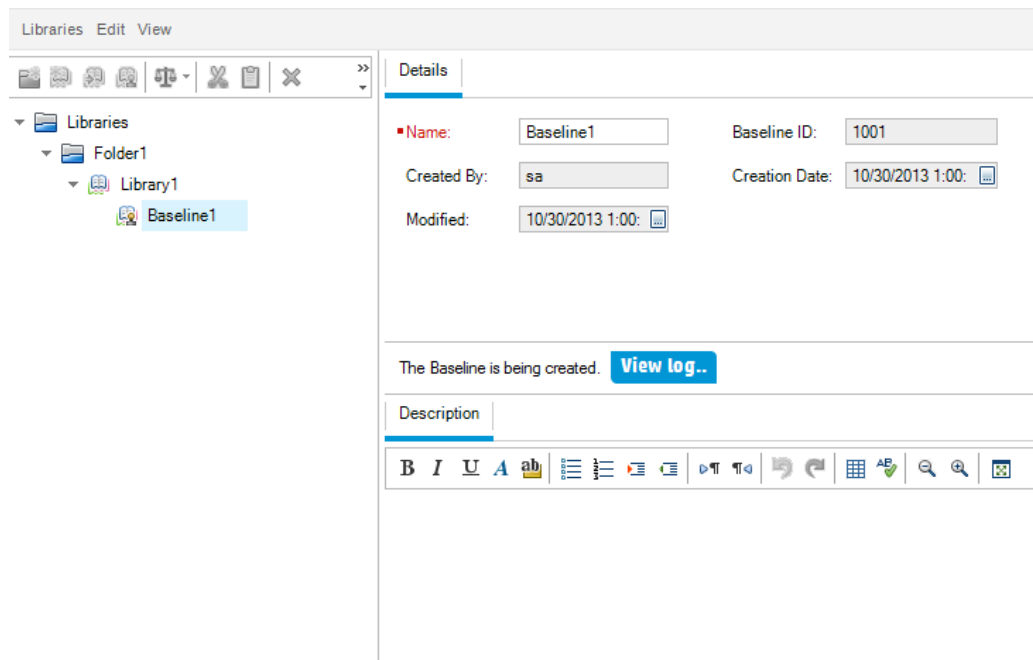 Libraries Edit View
Details
Libraries
Folder1
Library1
Baseline1
Name: Baseline1 Baseline ID: 1001
Created By: sa Creation Date: 10/30/2013 1:00:
Modified: 10/30/2013 1:00:
The Baseline is being created. View log..
Description
B I U A ab